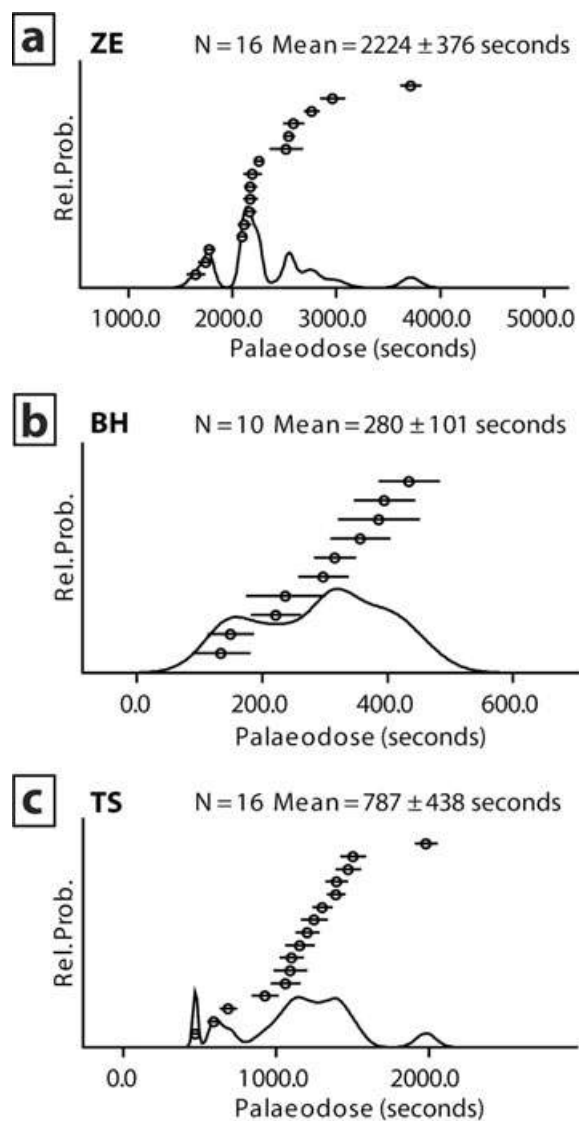 a ZE N = 16 Mean = 2224 ± 376 seconds
Rel.Prob.
1000.0 2000.0 3000.0 4000.0 5000.0
Palaeodose (seconds)
b BH N = 10 Mean = 280 ± 101 seconds
Rel.Prob.
0.0 200.0 400.0 600.0
Palaeodose (seconds)
c TS N = 16 Mean = 787 ± 438 seconds
Rel.Prob.
0.0 1000.0 2000.0
Palaeodose (seconds)